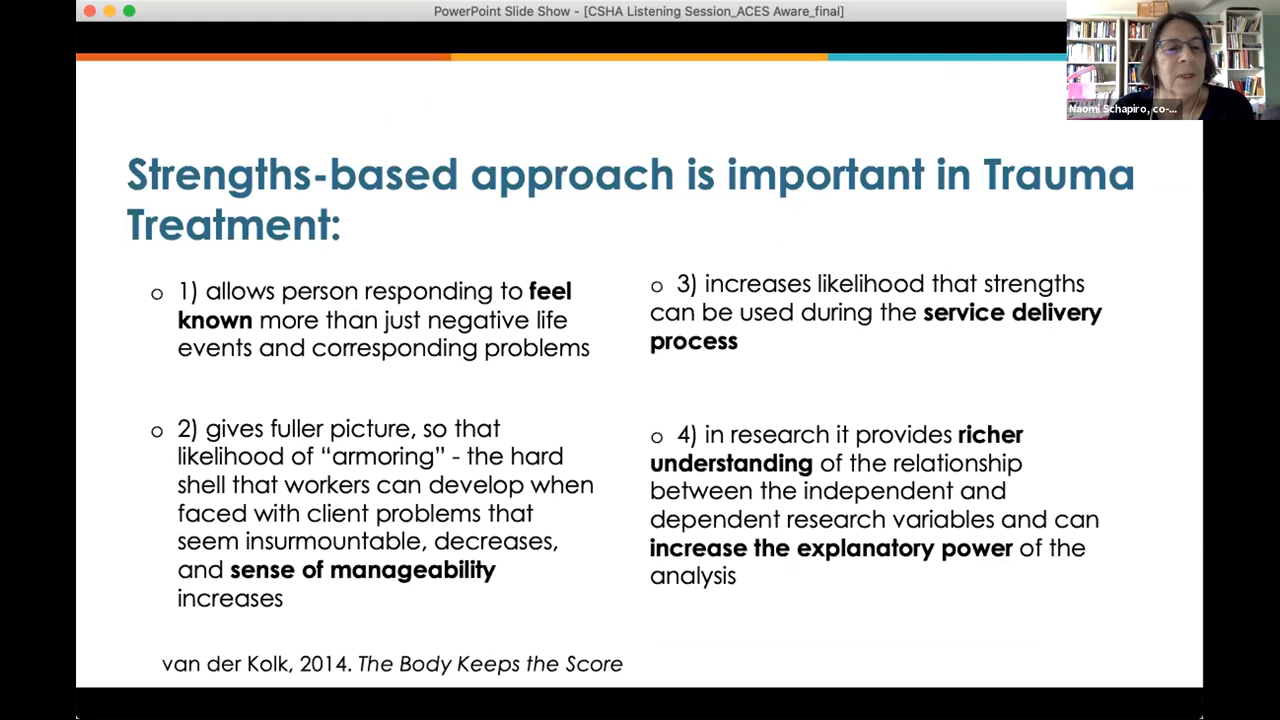 PowerPoint Slide Show - [CSHA Listening Session_ACES Aware_final]
Naomi Schapiro, co-...
Strengths-based approach is important in Trauma
Treatment:
o 1) allows person responding to feel
known more than just negative life
events and corresponding problems
o 2) gives fuller picture, so that
likelihood of “armoring” - the hard
shell that workers can develop when
faced with client problems that
seem insurmountable, decreases,
and sense of manageability
increases
o 3) increases likelihood that strengths
can be used during the service delivery
process
o 4) in research it provides richer
understanding of the relationship
between the independent and
dependent research variables and can
increase the explanatory power of the
analysis
van der Kolk, 2014. The Body Keeps the Score